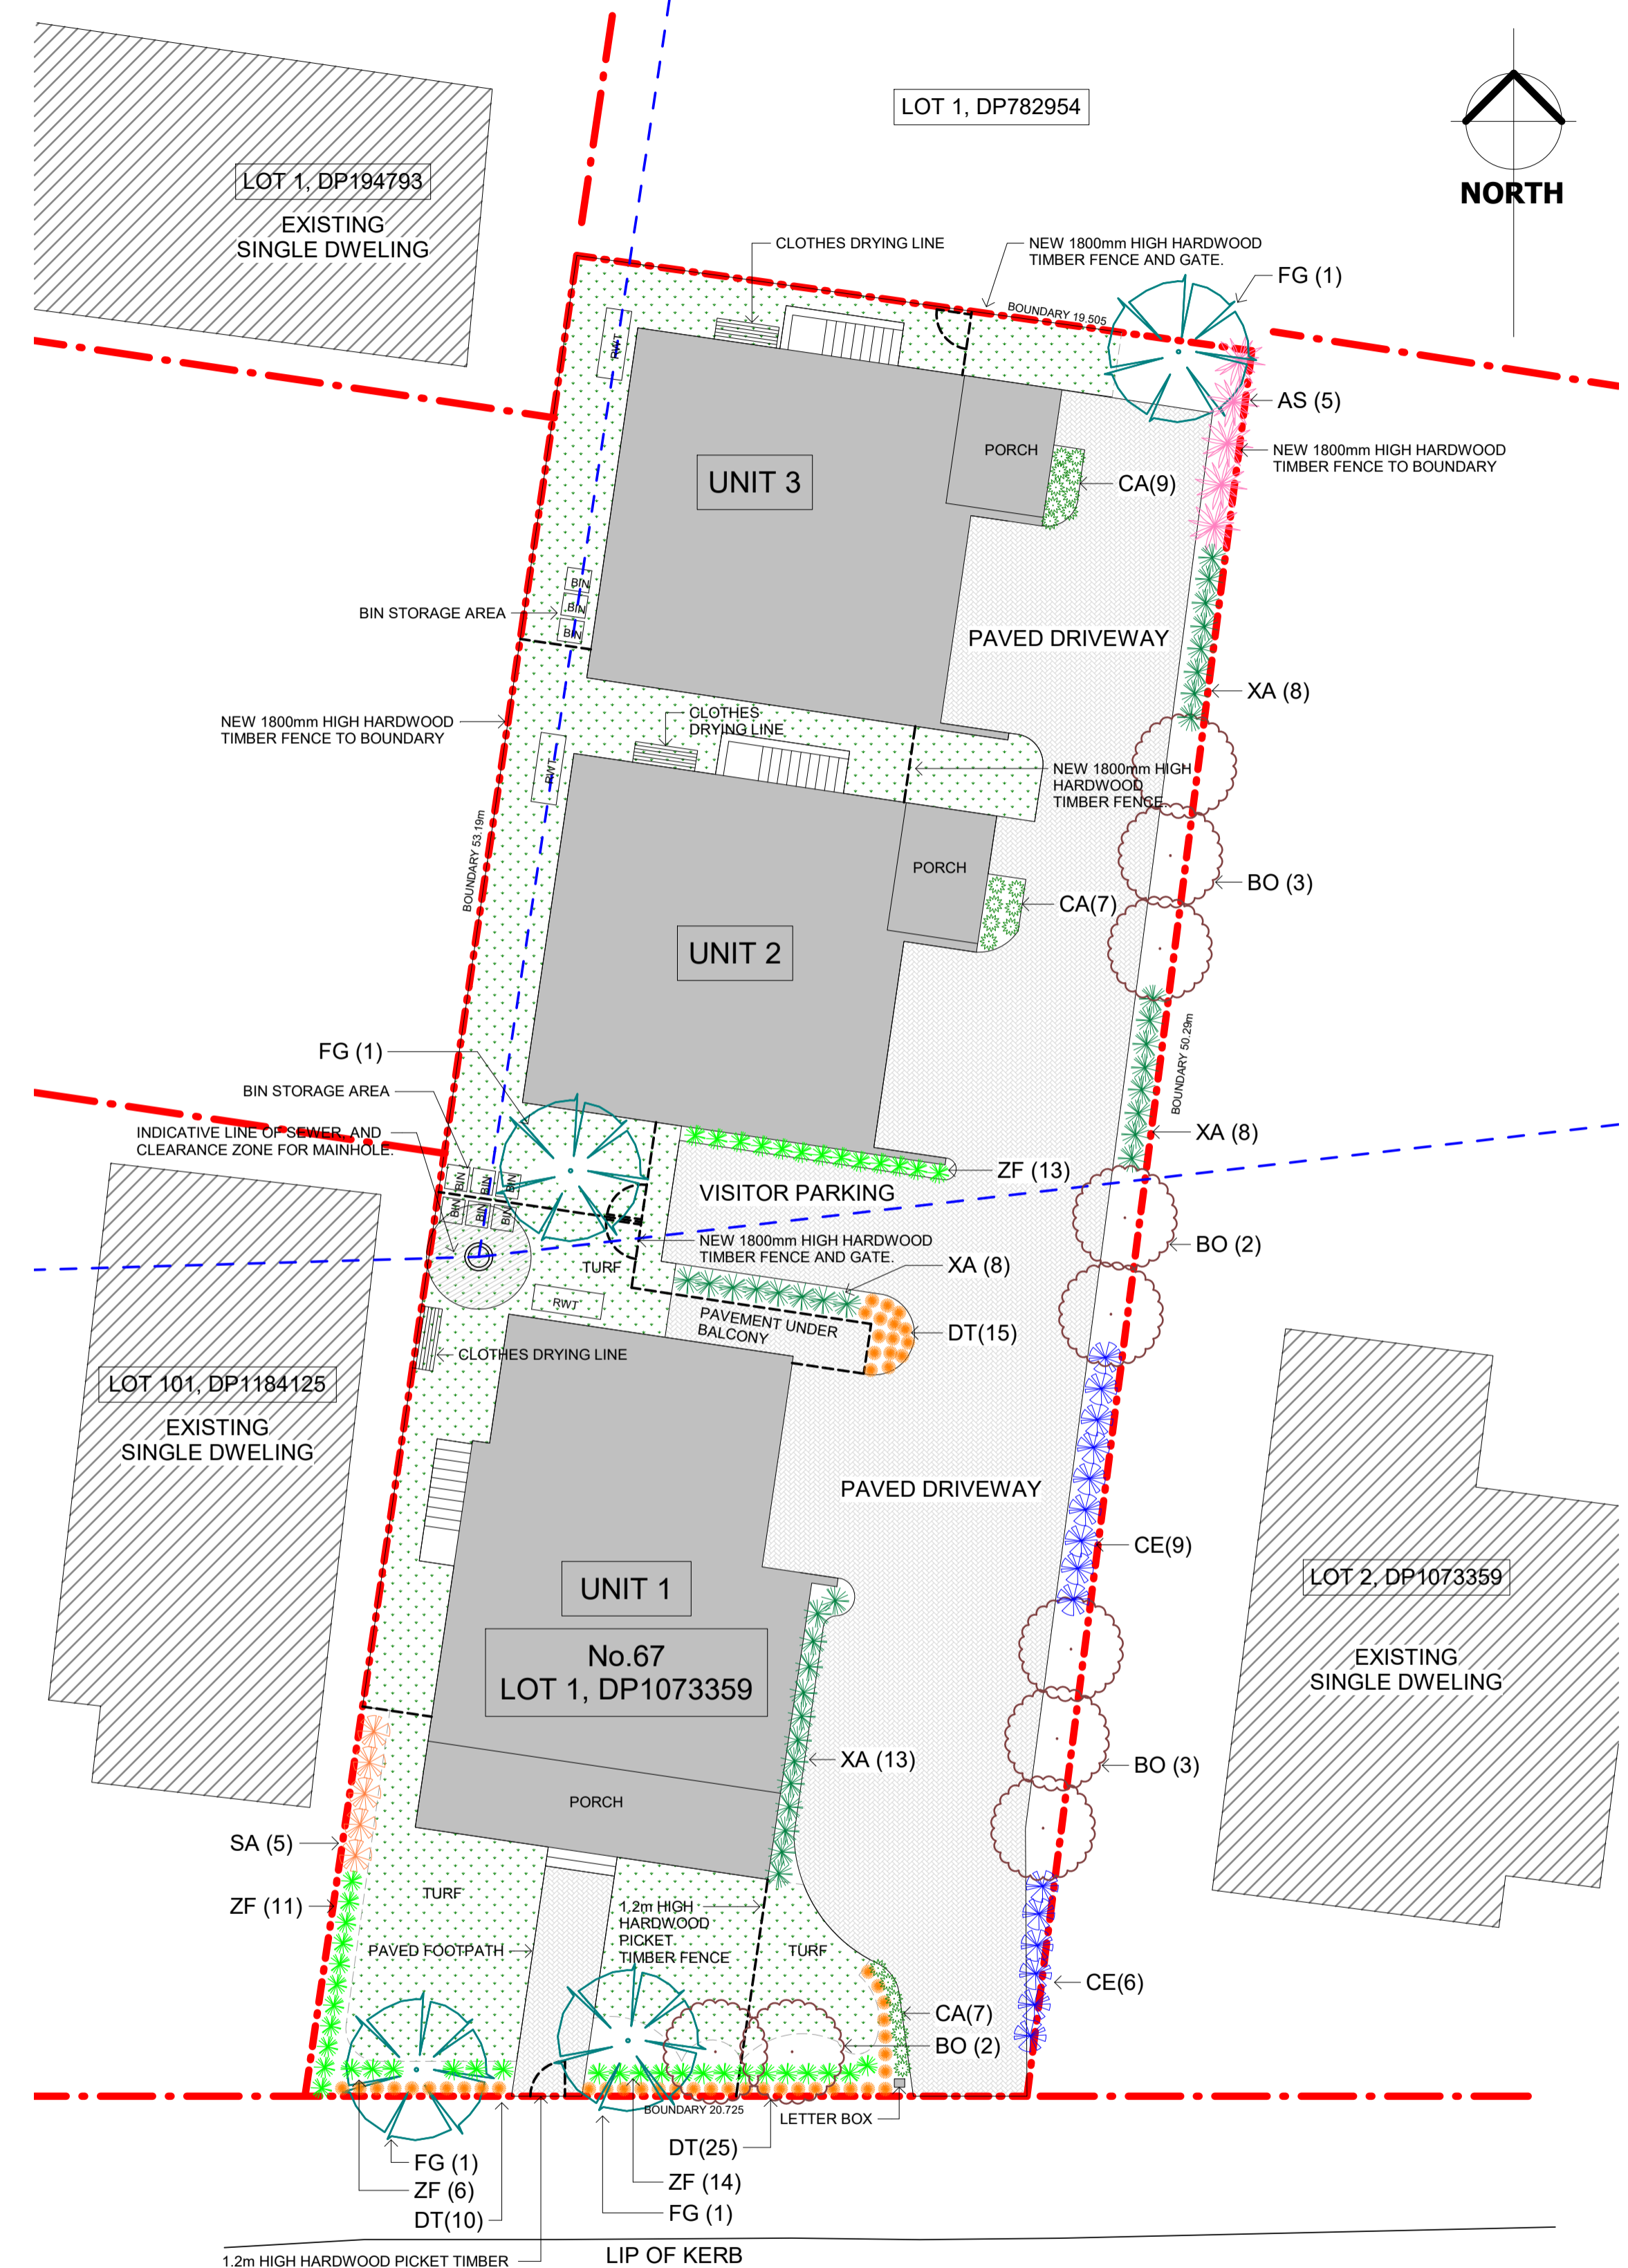 LOT 1, DP782954
NORTH
LOT 1, DP194793
EXISTING
SINGLE DWELING
CLOTHES DRYING LINE
NEW 1800mm HIGH HARDWOOD
TIMBER FENCE AND GATE.
FG (1)
BOUNDARY 19.505
RWT
AS (5)
PORCH
NEW 1800mm HIGH HARDWOOD
TIMBER FENCE TO BOUNDARY
UNIT 3
CA(9)
BIN
BIN
BIN
BIN STORAGE AREA
PAVED DRIVEWAY
XA (8)
NEW 1800mm HIGH HARDWOOD
TIMBER FENCE TO BOUNDARY
CLOTHES
DRYING LINE
RWT
NEW 1800mm HIGH
HARDWOOD
TIMBER FENCE.
BOUNDARY 53.19m
PORCH
BO (3)
CA(7)
UNIT 2
BOUNDARY 50.29m
FG (1)
BIN STORAGE AREA
INDICATIVE LINE OF SEWER, AND
CLEARANCE ZONE FOR MAINHOLE.
XA (8)
ZF (13)
BIN
BIN
BIN
BIN
BIN
BIN
VISITOR PARKING
NEW 1800mm HIGH HARDWOOD
TIMBER FENCE AND GATE.
BO (2)
TURF
XA (8)
RWT
PAVEMENT UNDER
BALCONY
DT(15)
CLOTHES DRYING LINE
LOT 101, DP1184125
EXISTING
SINGLE DWELING
PAVED DRIVEWAY
CE(9)
UNIT 1
LOT 2, DP1073359
No.67
LOT 1, DP1073359
EXISTING
SINGLE DWELING
XA (13)
BO (3)
PORCH
SA (5)
TURF
ZF (11)
1.2m HIGH
HARDWOOD
PICKET
TIMBER FENCE
PAVED FOOTPATH
TURF
CE(6)
CA(7)
BO (2)
BOUNDARY 20.725
LETTER BOX
DT(25)
FG (1)
ZF (14)
ZF (6)
FG (1)
DT(10)
LIP OF KERB
1.2m HIGH HARDWOOD PICKET TIMBER